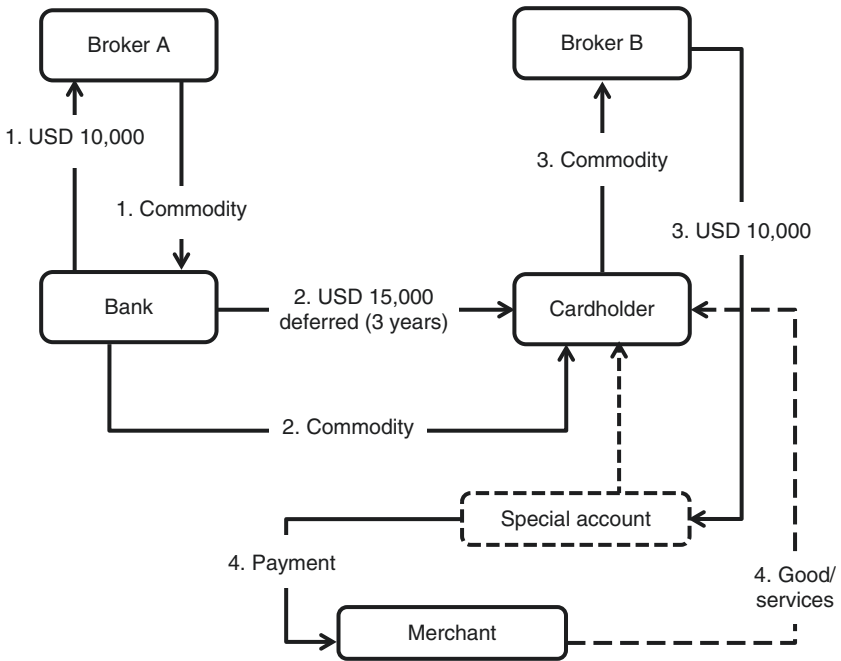 Broker A
Broker B
1. USD 10,000
3. Commodity
1. Commodity
3. USD 10,000
Bank
2. USD 15,000
deferred (3 years)
Cardholder
2. Commodity
Special account
4. Payment
4. Good/
services
Merchant